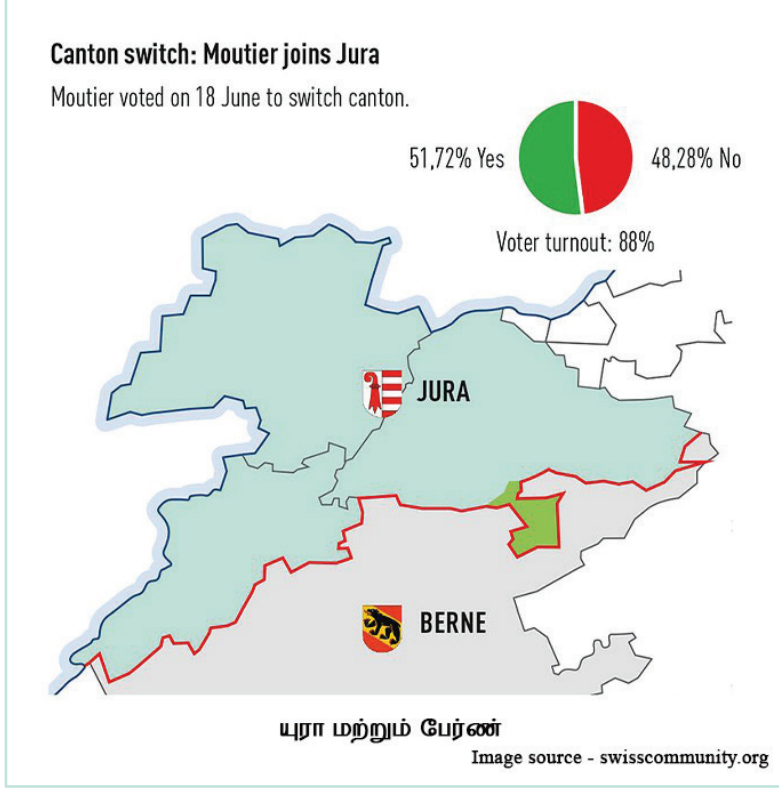 Canton switch: Moutier joins Jura
Moutier voted on 18 June to switch canton.
51,72% Yes
48,28% No
Voter turnout: 88%
JURA
BERNE
யுரா மற்றும் பேர்ண்
Image source - swisscommunity.org